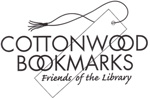 COTTONWOOD
BOOKMARKS
Friends of the Library